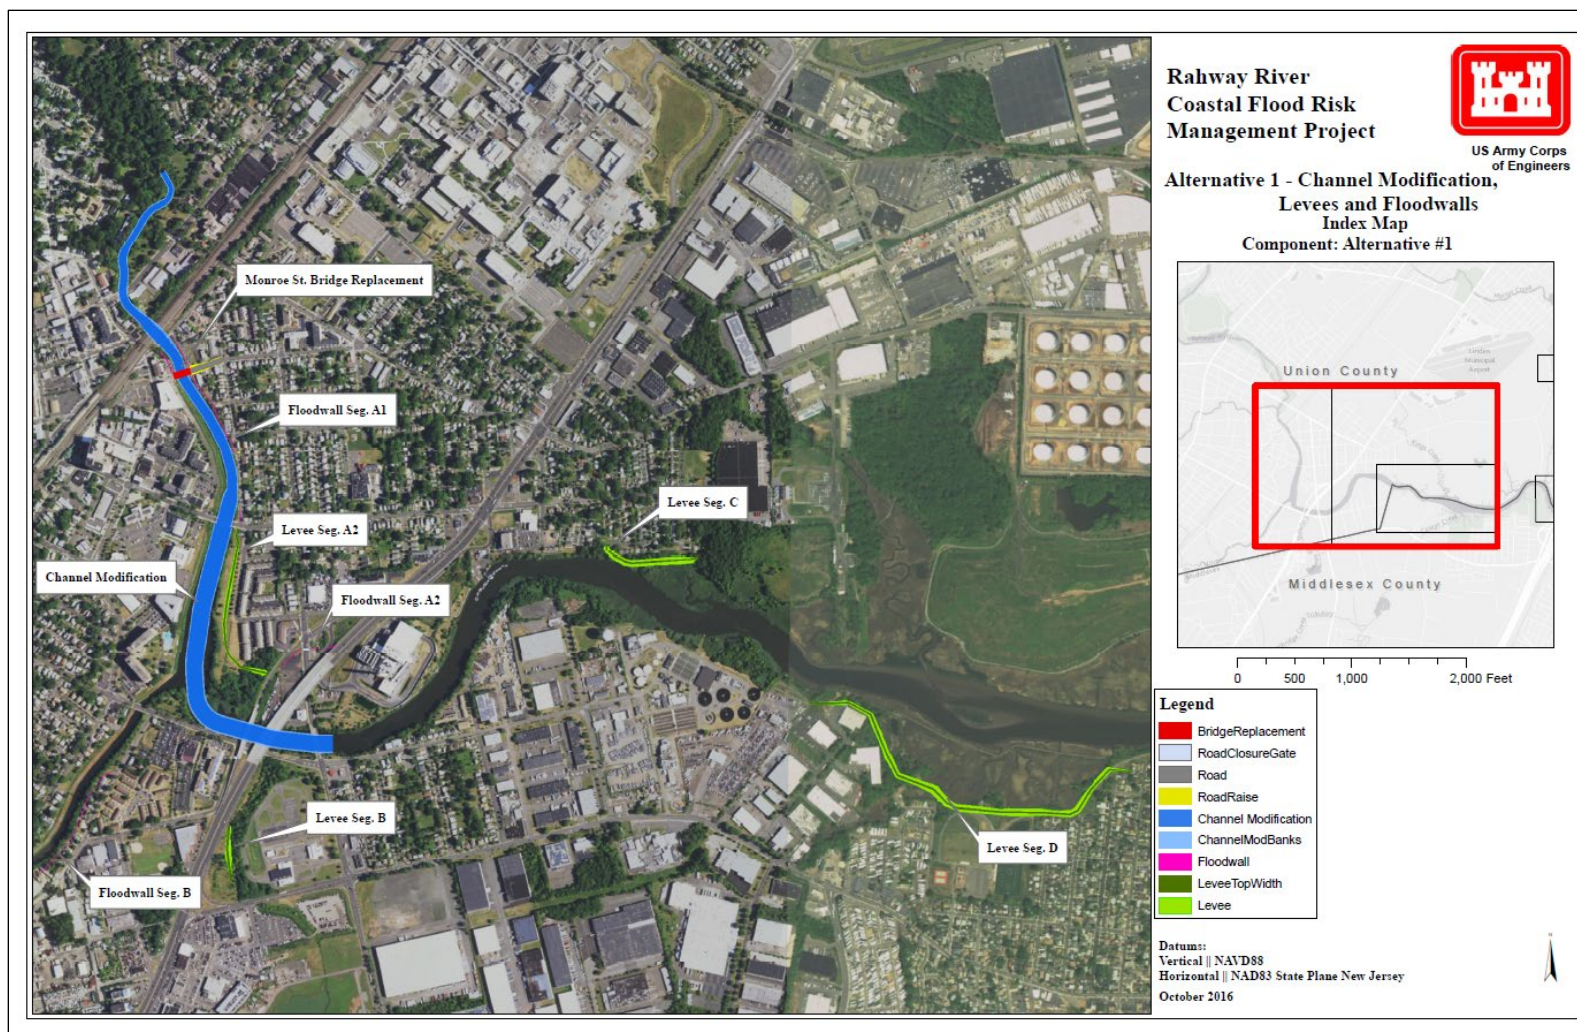 Rahway River
Coastal Flood Risk
Management Project
US Army Corps
of Engineers
Alternative 1 - Channel Modification,
Levees and Floodwalls
Index Map
Component: Alternative #1
Monroe St. Bridge Replacement
Floodwall Seg. A1
Levee Seg. C
Levee Seg. A2
Channel Modification
Floodwall Seg. A2
Levee Seg. B
Levee Seg. D
Floodwall Seg. B
Union County
Linden
Municipal
Airport
Middlesex County
0 500 1,000 2,000 Feet
Legend
BridgeReplacement
RoadClosureGate
Road
RoadRaise
Channel Modification
ChannelModBanks
Floodwall
LeveeTopWidth
Levee
Datums:
Vertical || NAVD88
Horizontal || NAD83 State Plane New Jersey
October 2016